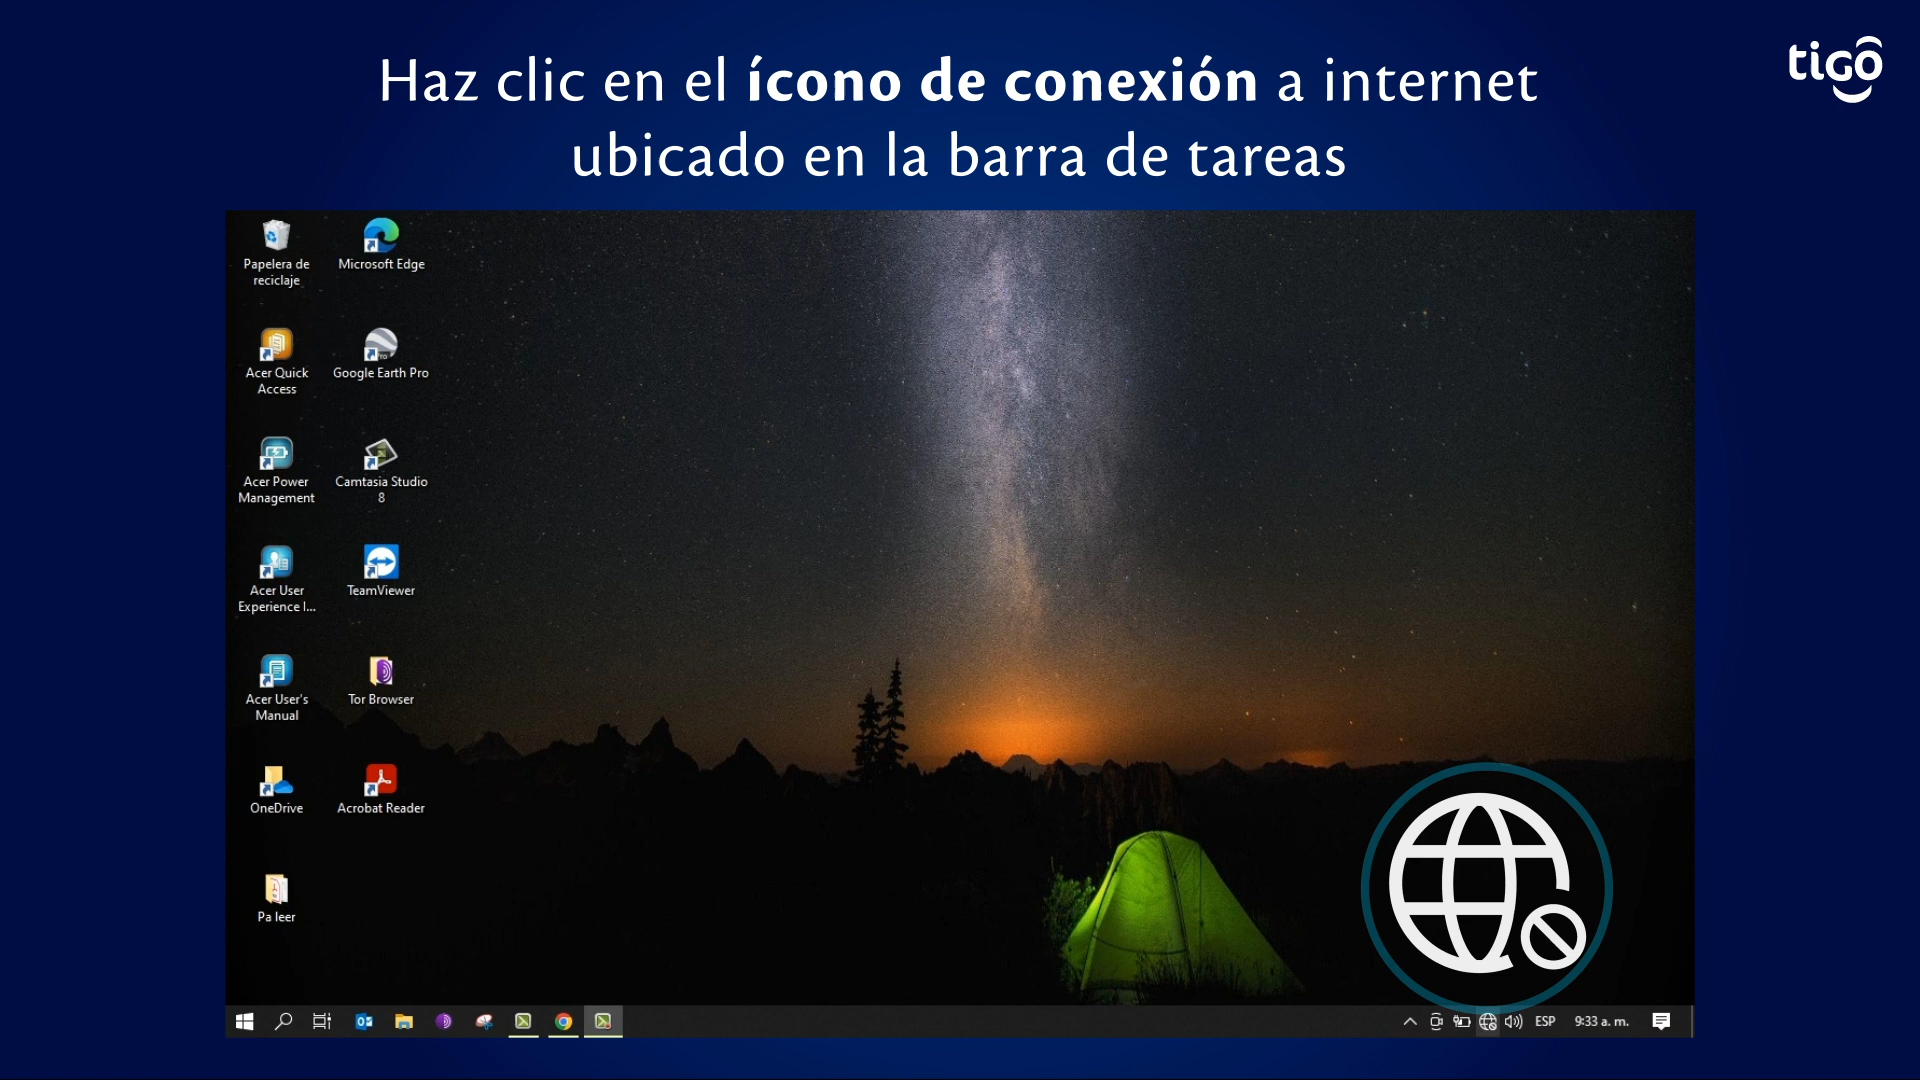 Haz clic en el ícono de conexión a internet
ubicado en la barra de tareas
tigo
Papelera de
reciclaje
Microsoft Edge
Acer Quick
Access
Google Earth Pro
Acer Power
Management
Camtasia Studio
8
Acer User
Experience I...
TeamViewer
Acer User's
Manual
Tor Browser
OneDrive
Acrobat Reader
Pa leer
ESP
9:33 a. m.